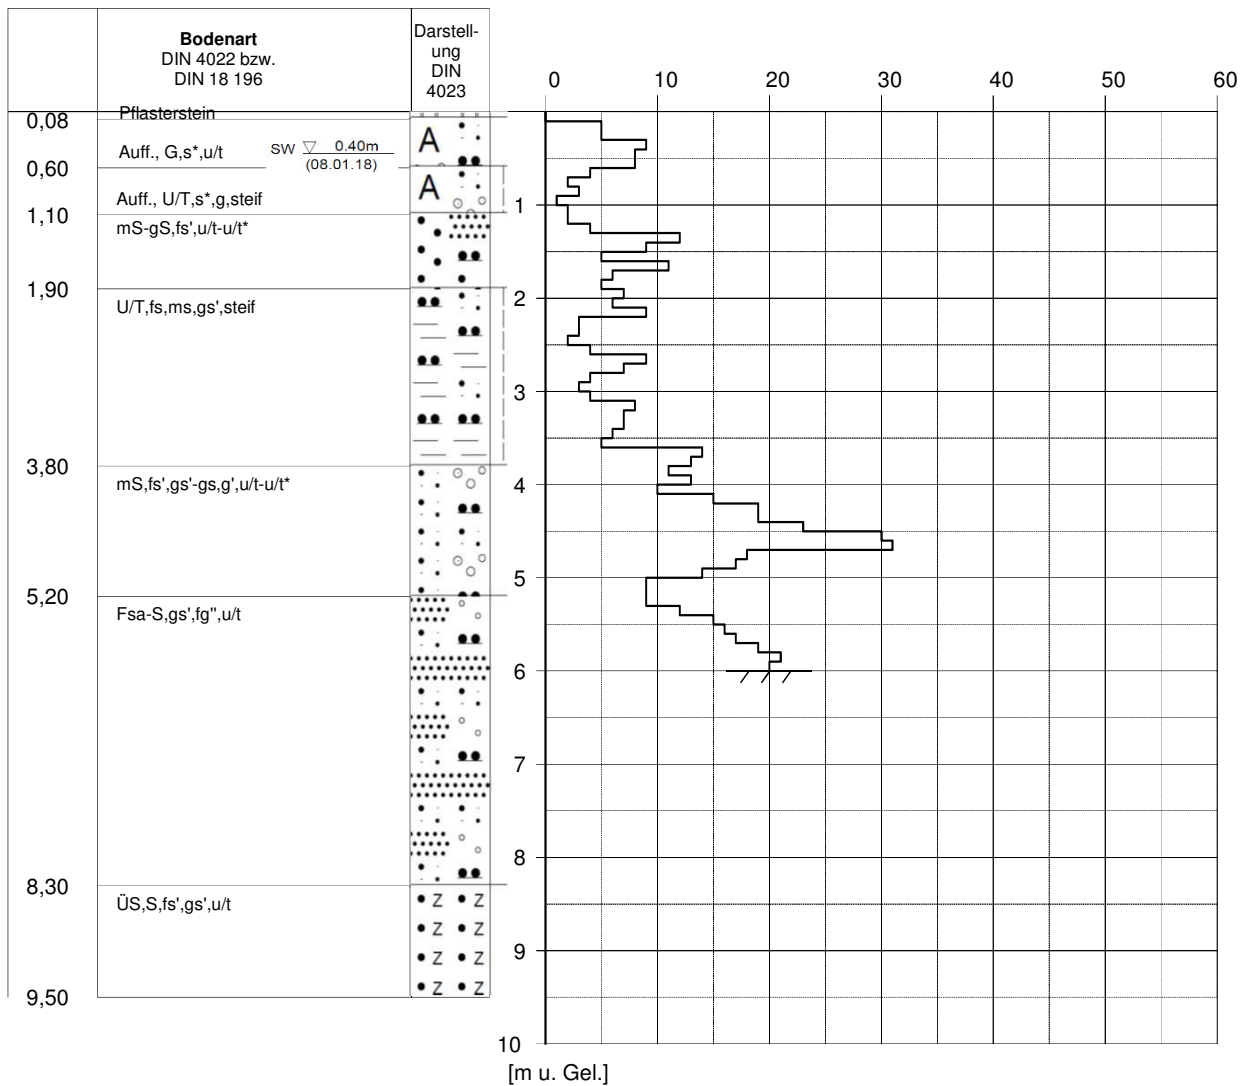 Bodenart
DIN 4022 bzw.
DIN 18 196
Darstell-
ung
DIN
4023
0 10 20 30 40 50 60
Pflasterstein
0,08
Auff., G,s*,u/t
SW 0.40m
(08.01.18)
A
0,60
Auff., U/T,s*,g,steif
A
1,10
mS-gS,fs',u/t-u/t*
1,90
U/T,fs,ms,gs',steif
3,80
mS,fs',gs'-gs,g',u/t-u/t*
5,20
Fsa-S,gs',fg",u/t
8,30
ÜS,S,fs',gs',u/t
Z Z
Z Z
Z Z
Z Z
9,50
1
2
3
4
5
6
7
8
9
10
[m u. Gel.]